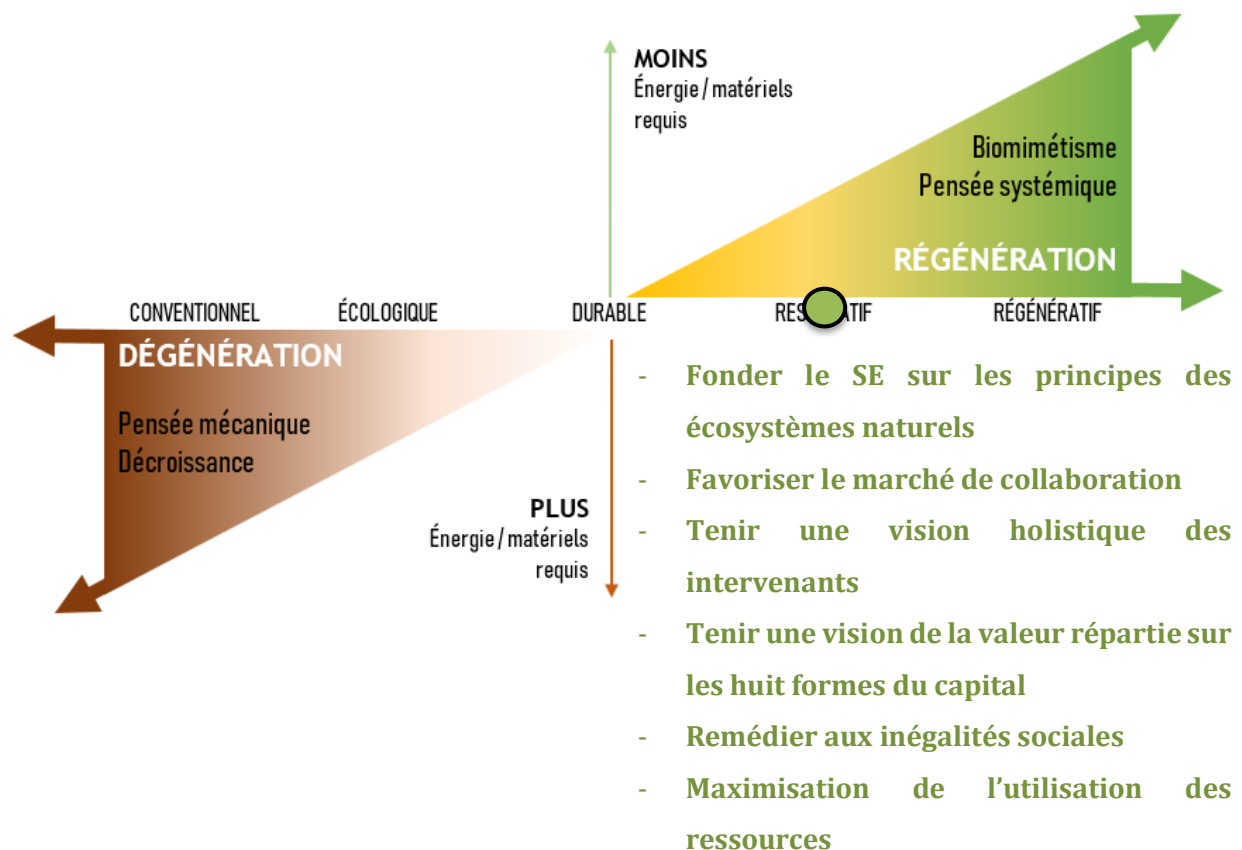 MOINS
Énergie / matériels
requis
Biomimétisme
Pensée systémique
RÉGÉNÉRATION
CONVENTIONNEL ÉCOLOGIQUE DURABLE RÉGÉNÉRATIF
DÉGÉNÉRATION
Pensée mécanique
Décroissance
PLUS
Énergie / matériels
requis
- Fonder le SE sur les principes des
écosystèmes naturels
- Favoriser le marché de collaboration
- Tenir une vision holistique des
intervenants
- Tenir une vision de la valeur répartie sur
les huit formes du capital
- Remédier aux inégalités sociales
- Maximisation de l’utilisation des
ressources